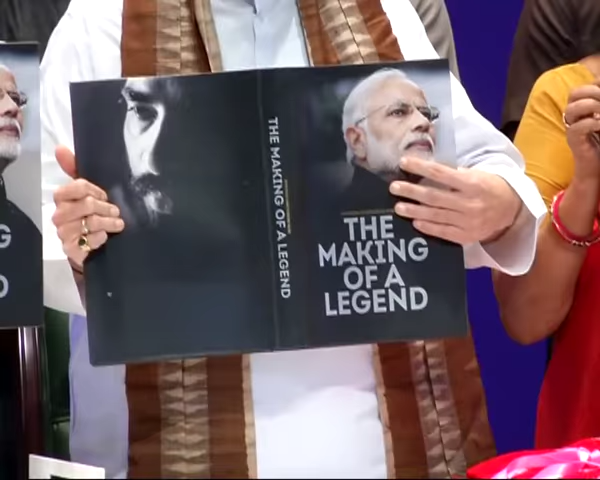 THE MAKING OF A LEGEND
THE
MAKING
OF A
LEGEND
G
D